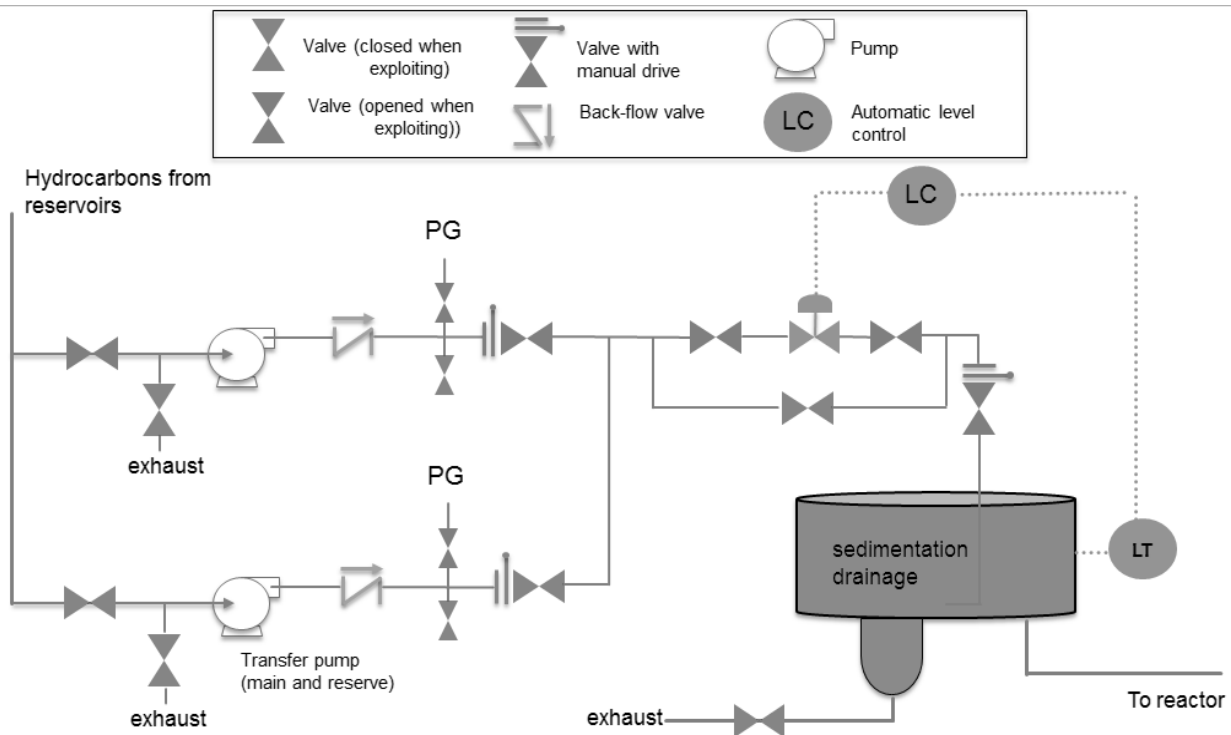 Valve (closed when
exploiting)
Valve with
manual drive
Pump
Valve (opened when
exploiting))
Back-flow valve
LC
Automatic level
control
Hydrocarbons from
reservoirs
LC
PG
exhaust
PG
sedimentation
drainage
LT
Transfer pump
(main and reserve)
exhaust
exhaust
To reactor